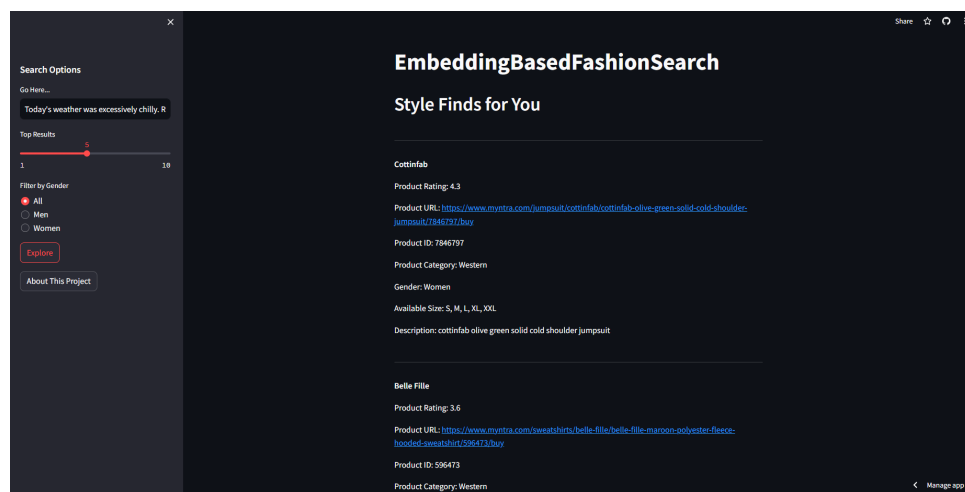 ×
Share
Search Options
Go Here...
Today's weather was excessively chilly. R
Top Results
5
1 10
Filter by Gender
All
Men
Women
Explore
About This Project
EmbeddingBasedFashionSearch
Style Finds for You
Cottinfab
Product Rating: 4.3
Product URL: https://www.myntra.com/jumpsuit/cottinfab/cottinfab-olive-green-solid-cold-shoulder-
jumpsuit/7846797/buy
Product ID: 7846797
Product Category: Western
Gender: Women
Available Size: S, M, L, XL, XXL
Description: cottinfab olive green solid cold shoulder jumpsuit
Belle Fille
Product Rating: 3.6
Product URL: https://www.myntra.com/sweatshirts/belle-fille/belle-fille-maroon-polyester-fleece-
hooded-sweatshirt/596473/buy
Product ID: 596473
Product Category: Western
< Manage app